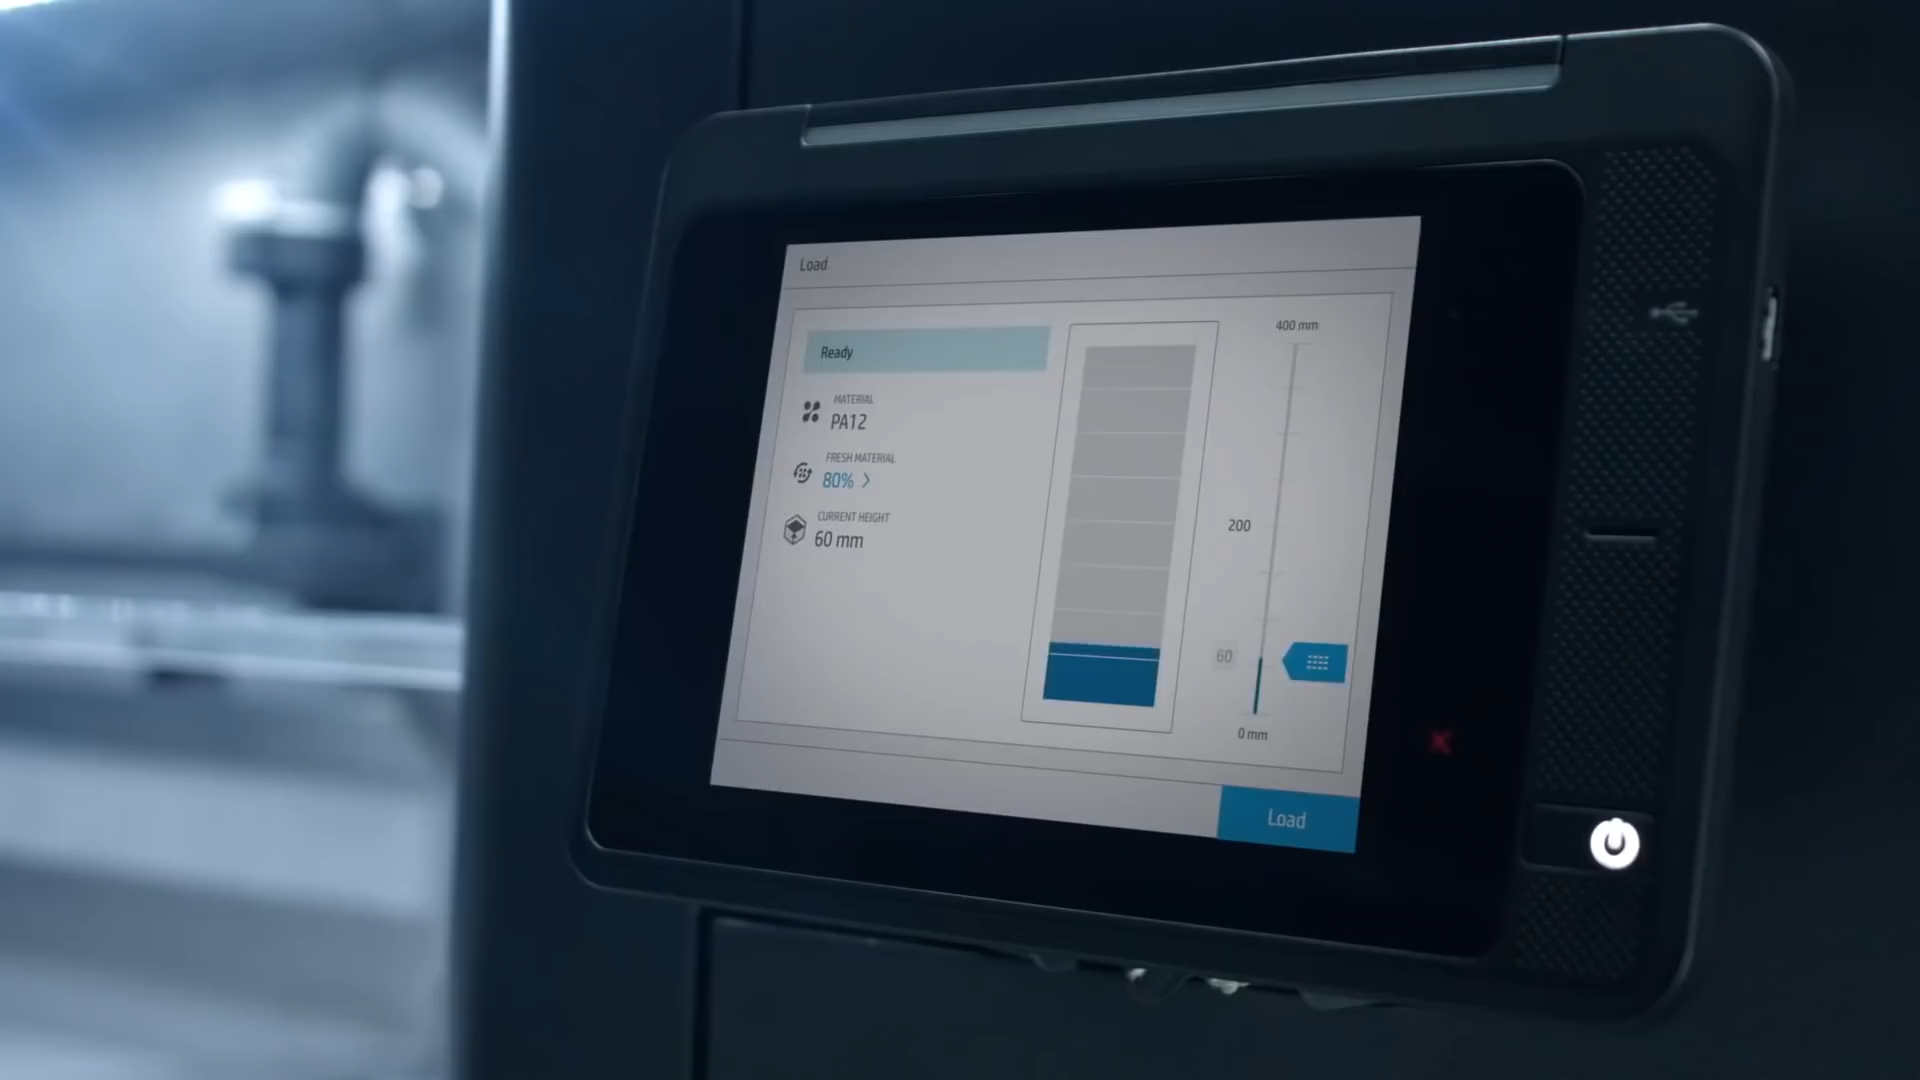 Load
Ready
MATERIAL
PA12
FRESH MATERIAL
80% >
CURRENT HEIGHT
60 mm
400 mm
200
60
0 mm
Load